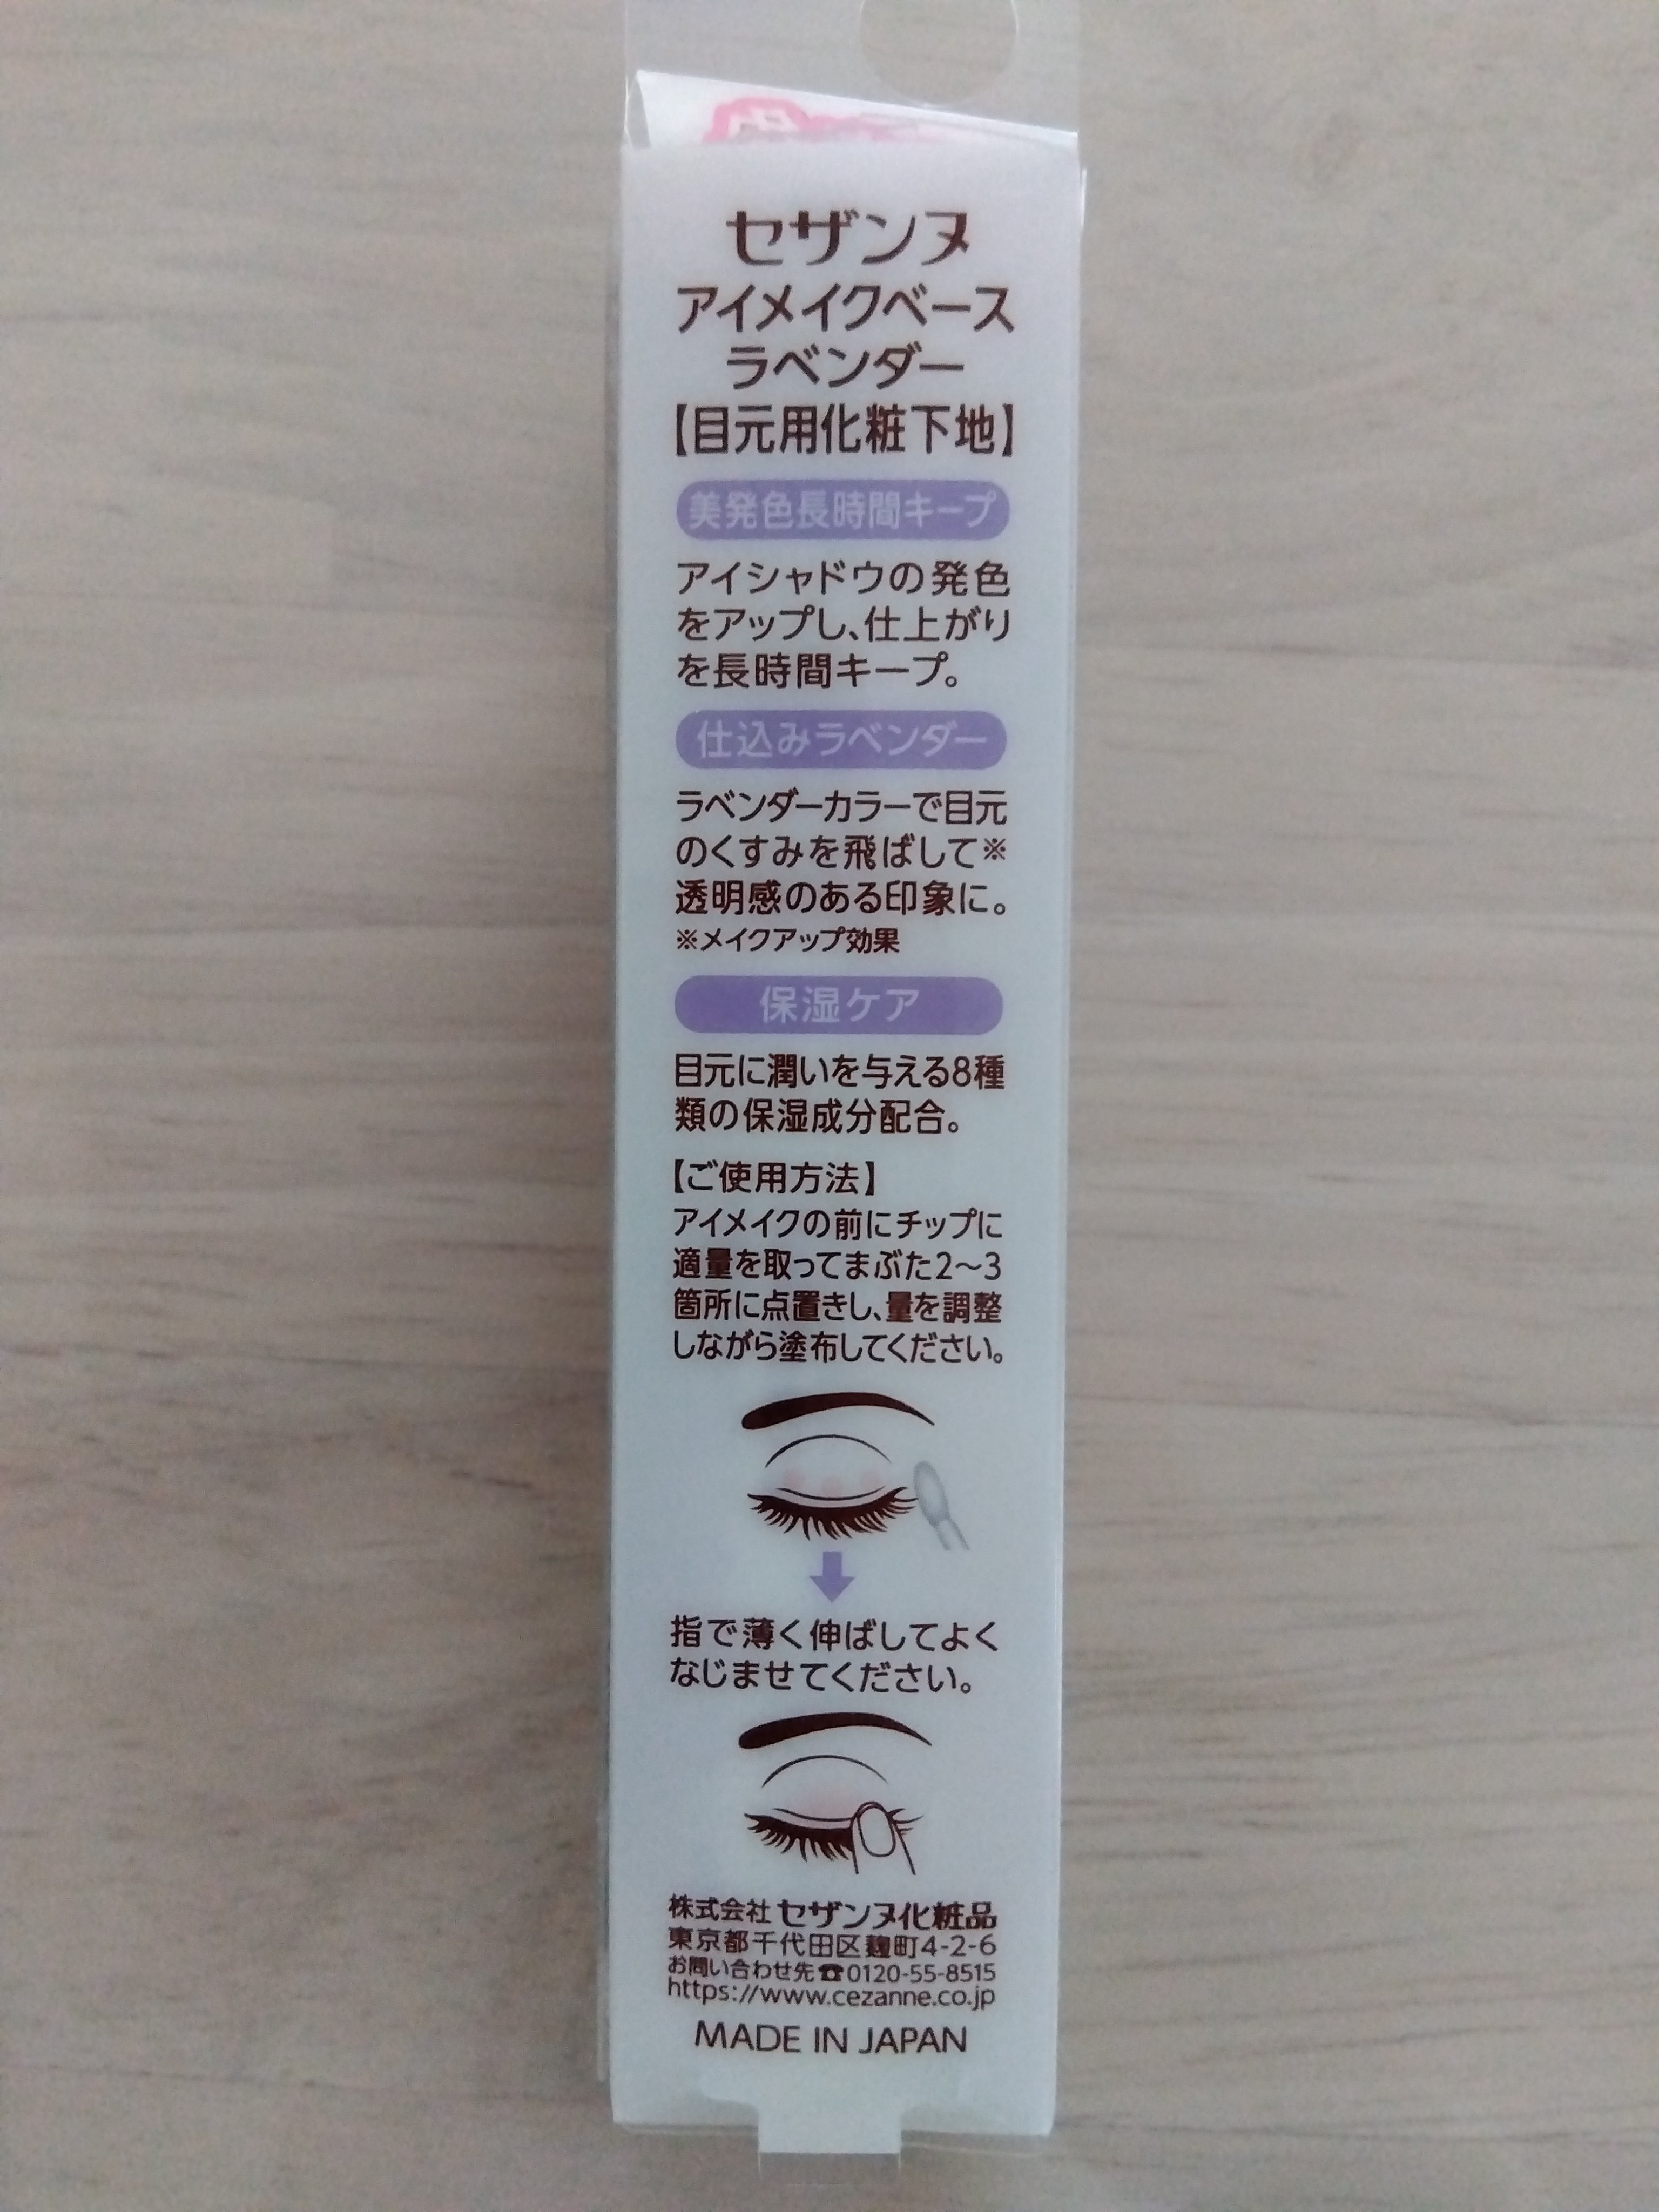 セザンヌ
アイメイクベース
ラベンダー
【目元用化粧下地】
美発色長時間キープ
アイシャドウの発色
をアップし、仕上がり
を長時間キープ。
仕込みラベンダー
ラベンダーカラーで目元
のくすみを飛ばして※
透明感のある印象に。
※メイクアップ効果
保湿ケア
目元に潤いを与える8種
類の保湿成分配合。
【ご使用方法】
アイメイクの前にチップに
適量を取ってまぶた2〜3
箇所に点置きし、量を調整
しながら塗布してください。
指で薄く伸ばしてよく
なじませてください。
株式会社 セザンヌ化粧品
東京都千代田区麹町4-2-6
お問い合わせ先☎0120-55-8515
https://www.cezanne.co.jp
MADE IN JAPAN